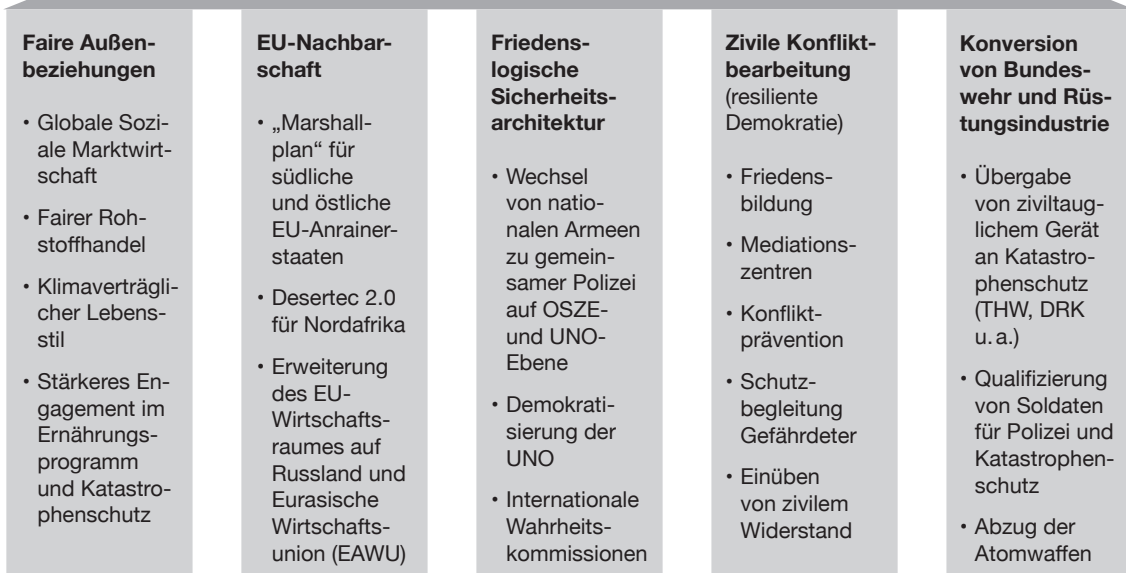 Faire Außen-
beziehungen
• Globale Sozi-
ale Marktwirt-
schaft
• Fairer Roh-
stoffhandel
• Klimaverträgli-
cher Lebens-
stil
• Stärkeres En-
gagement im
Ernährungs-
programm
und Katastro-
phenschutz
EU-Nachbar-
schaft
• „Marshall-
plan“ für
südliche
und östliche
EU-Anrainer-
staaten
• Desertec 2.0
für Nordafrika
• Erweiterung
des EU-
Wirtschafts-
raumes auf
Russland und
Eurasische
Wirtschafts-
union (EAWU)
Friedens-
logische
Sicherheits-
architektur
• Wechsel
von natio-
nalen Armeen
zu gemein-
samer Polizei
auf OSZE-
und UNO-
Ebene
• Demokrati-
sierung der
UNO
• Internationale
Wahrheits-
kommissionen
Zivile Konflikt-
bearbeitung
(resiliente
Demokratie)
• Friedens-
bildung
• Mediations-
zentren
• Konflikt-
prävention
• Schutz-
begleitung
Gefährdeter
• Einüben
von zivilem
Widerstand
Konversion
von Bundes-
wehr und Rüs-
tungsindustrie
• Übergabe
von ziviltaug-
lichem Gerät
an Katastro-
phenschutz
(THW, DRK
u. a.)
• Qualifizierung
von Soldaten
für Polizei und
Katastrophen-
schutz
• Abzug der
Atomwaffen